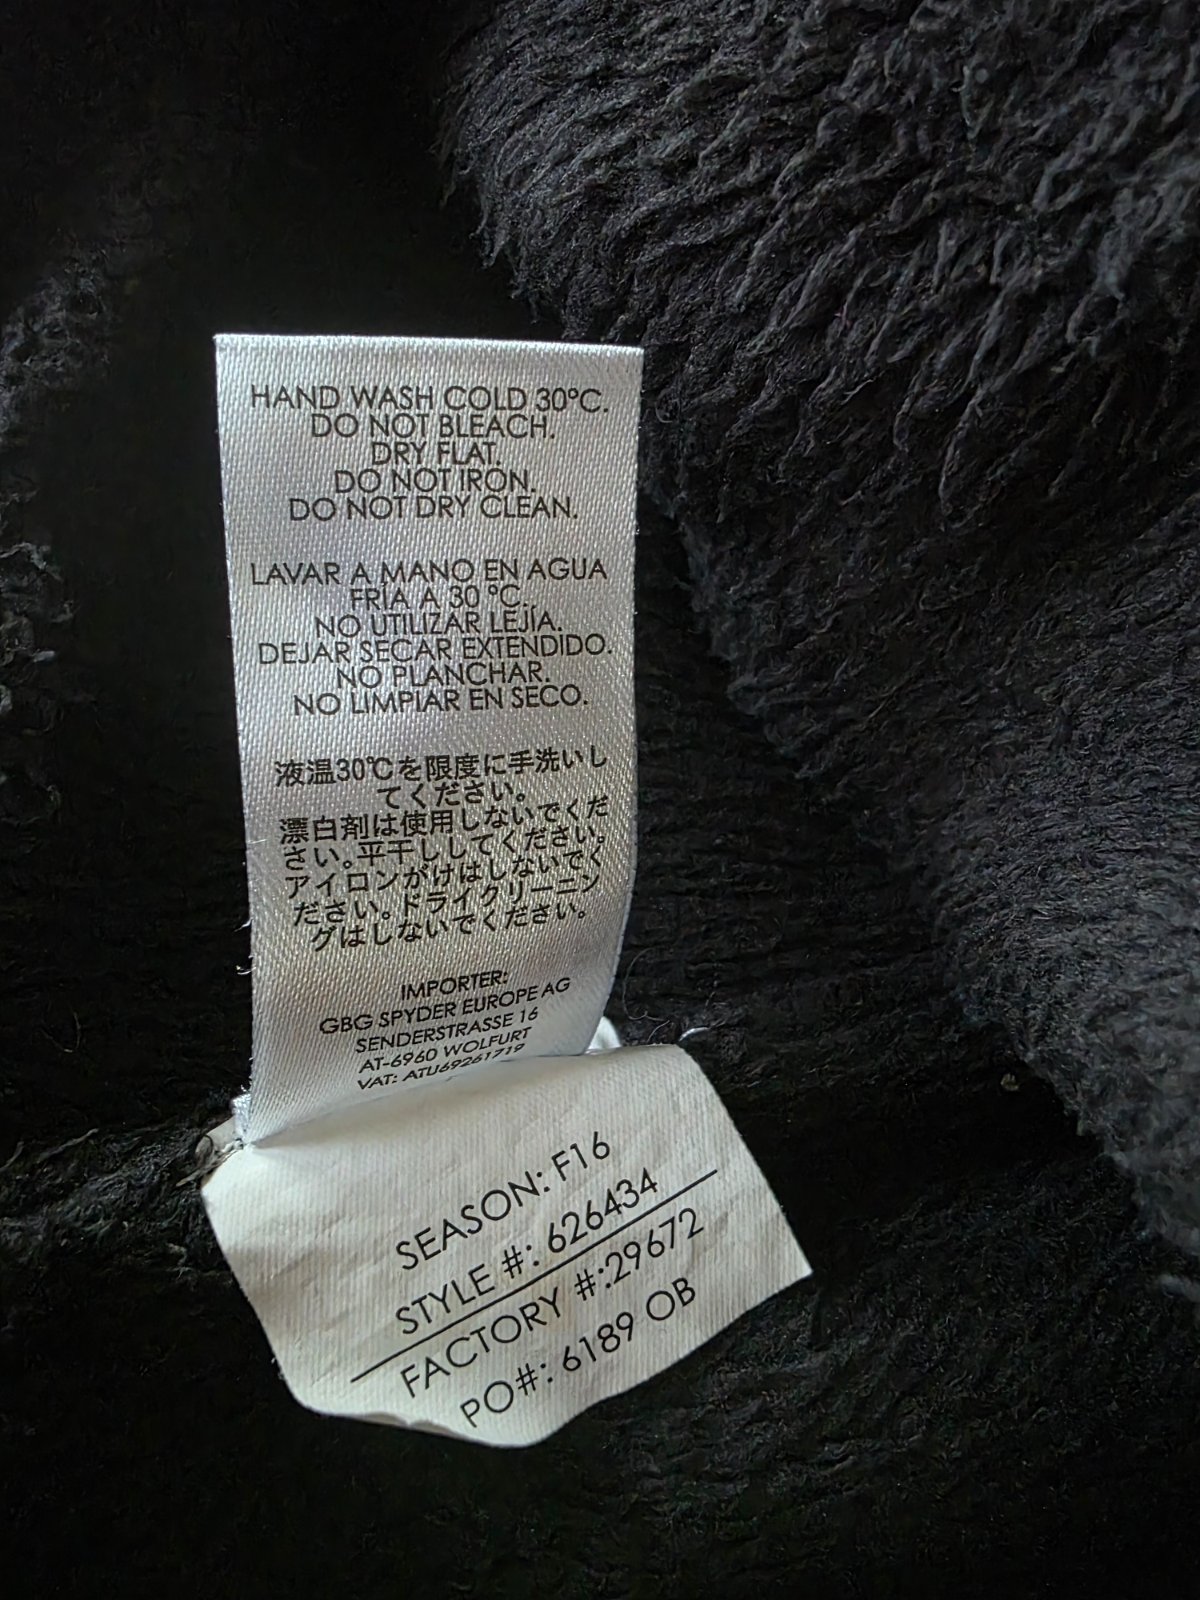 HAND WASH COLD 30°C.
DO NOT BLEACH.
DRY FLAT.
DO NOT IRON.
DO NOT DRY CLEAN.
LAVAR A MANO EN AGUA
FRÍA A 30 °C.
NO UTILIZAR LEJÍA.
DEJAR SECAR EXTENDIDO.
NO PLANCHAR.
NO LIMPIAR EN SECO.
液温30℃を限度に手洗いし
てください。
漂白剤は使用しないでくだ
さい。平干ししてください。
アイロンがけはしないでく
ださい。ドライクリーニン
グはしないでください。
IMPORTER:
GBG SPYDER EUROPE AG
SENDERSTRASSE 16
AT-6960 WOLFURT
VAT: ATU69261719
SEASON: F16
STYLE #: 626434
FACTORY #:29672
PO#: 6189 OB